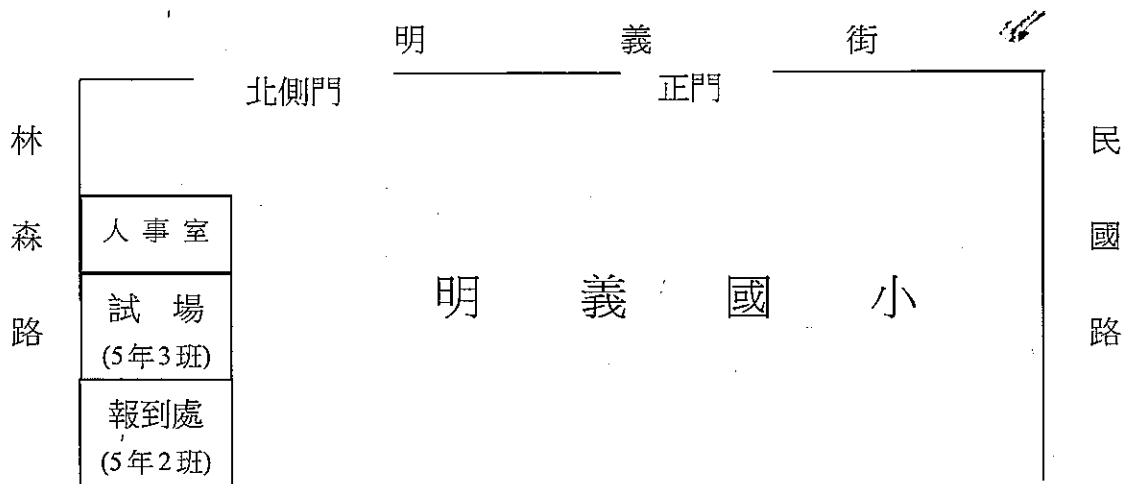 明義街
北側門
正門
林森路
民國路
人事室
試場
(5年3班)
報到處
(5年2班)
明義國小